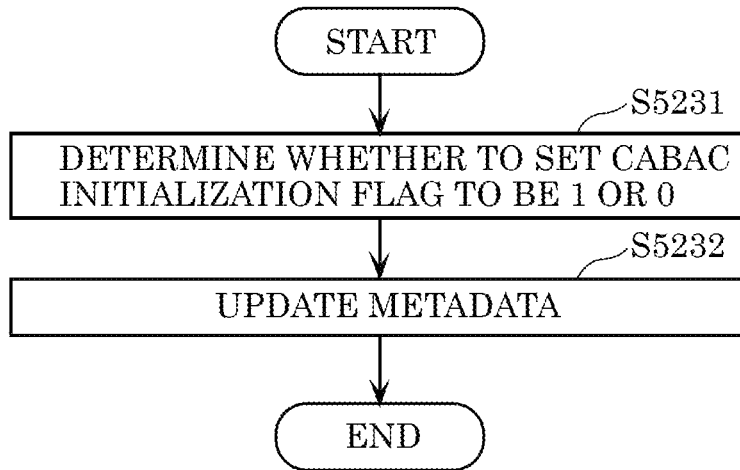 START
S5231
DETERMINE WHETHER TO SET CABAC
INITIALIZATION FLAG TO BE 1 OR 0
S5232
UPDATE METADATA
END